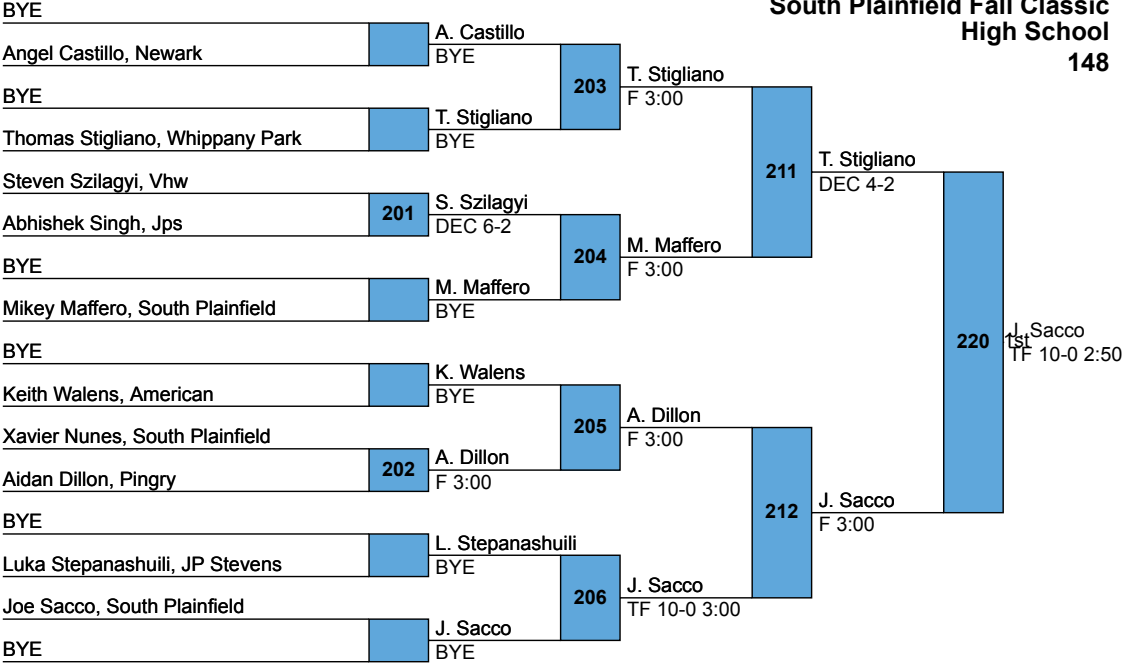 South Plainfield Fall Classic
High School
148
BYE
Angel Castillo, Newark
A. Castillo
BYE
BYE
Thomas Stigliano, Whippany Park
T. Stigliano
BYE
203
T. Stigliano
F 3:00
Steven Szilagyi, Vhw
Abhishek Singh, Jps
201
S. Szilagyi
DEC 6-2
BYE
Mikey Maffero, South Plainfield
M. Maffero
BYE
204
M. Maffero
F 3:00
211
T. Stigliano
DEC 4-2
BYE
Keith Walens, American
K. Walens
BYE
Xavier Nunes, South Plainfield
Aidan Dillon, Pingry
202
A. Dillon
F 3:00
205
A. Dillon
F 3:00
BYE
Luka Stepanashuili, JP Stevens
L. Stepanashuili
BYE
Joe Sacco, South Plainfield
BYE
J. Sacco
BYE
206
J. Sacco
TF 10-0 3:00
212
J. Sacco
F 3:00
220
J. Sacco
1st
TF 10-0 2:50